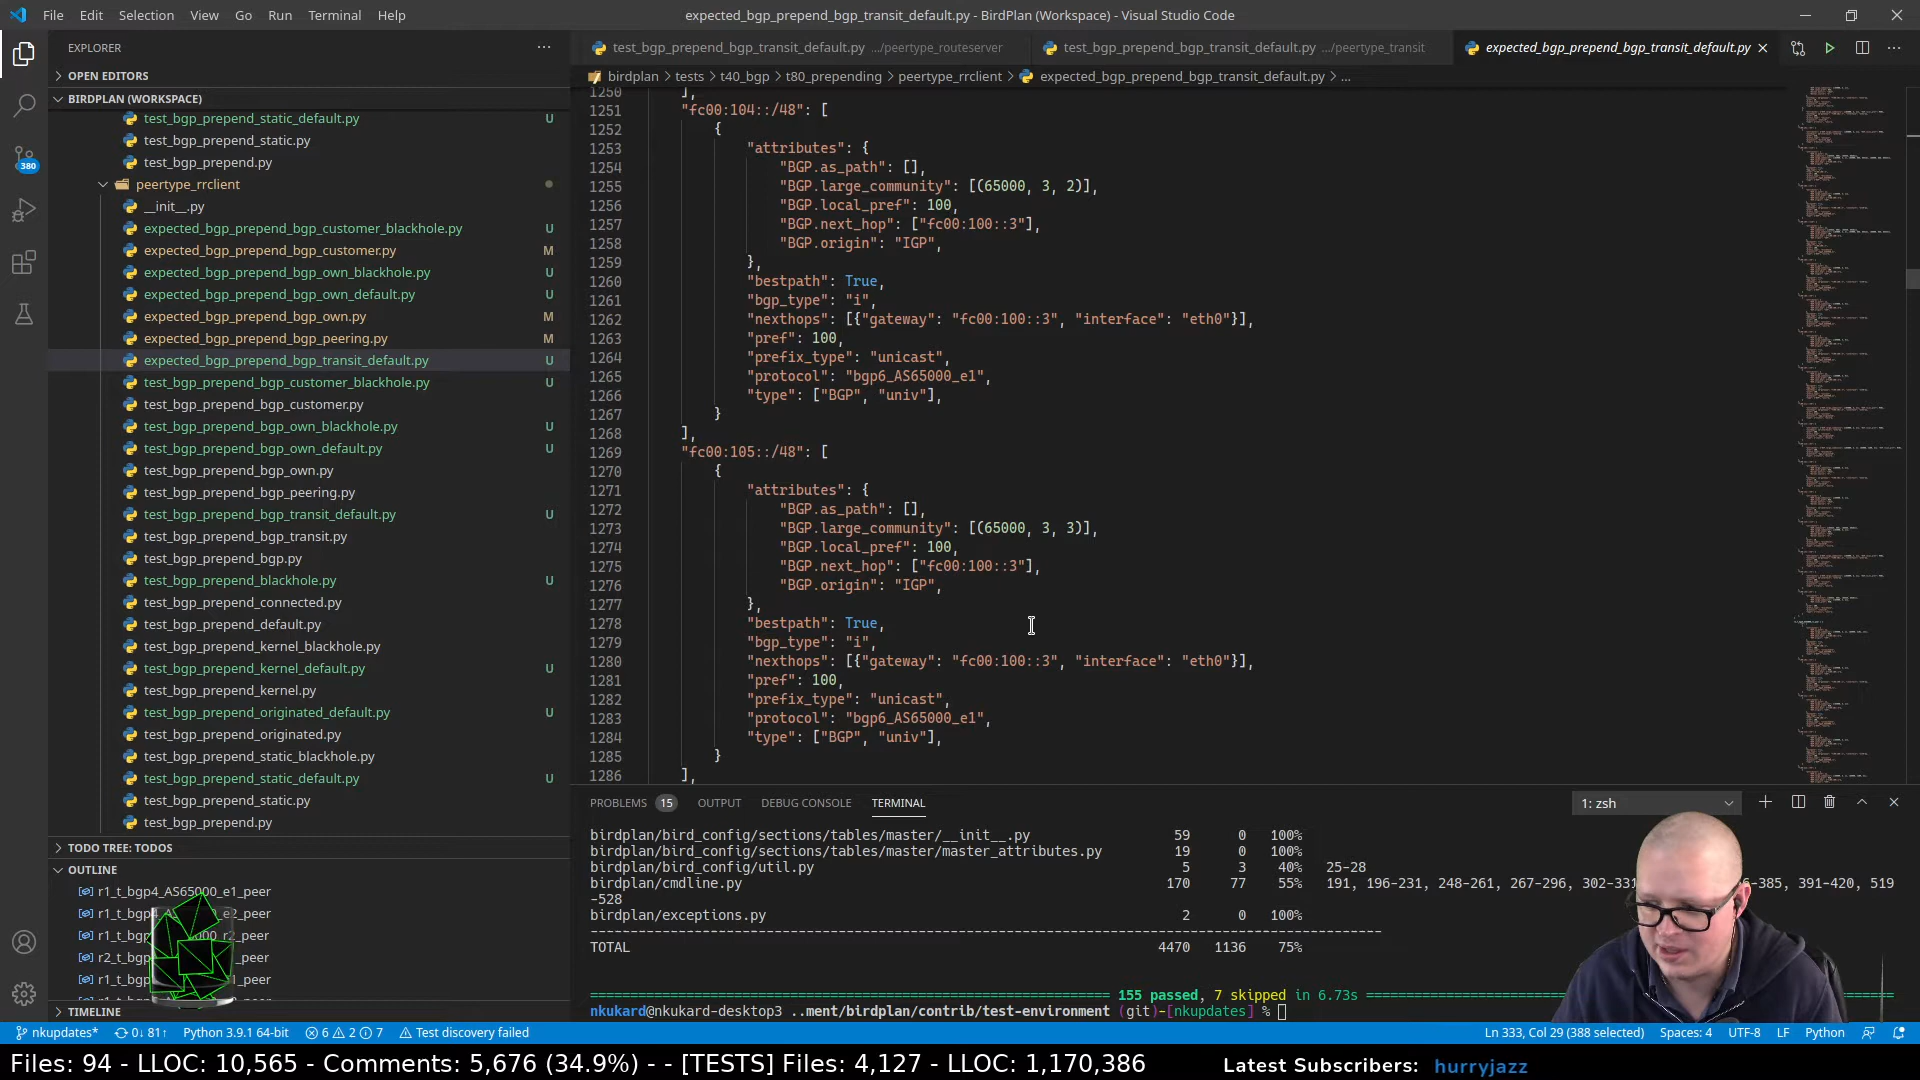 File Edit Selection View Go Run Terminal Help
expected_bgp_prepend_bgp_transit_default.py - BirdPlan (Workspace) - Visual Studio Code
EXPLORER
OPEN EDITORS
BIRDPLAN (WORKSPACE)
test_bgp_prepend_static_default.py U
test_bgp_prepend_static.py
test_bgp_prepend.py
peertype_rrclient
__init__.py
expected_bgp_prepend_bgp_customer_blackhole.py U
expected_bgp_prepend_bgp_customer.py M
expected_bgp_prepend_bgp_own_blackhole.py U
expected_bgp_prepend_bgp_own_default.py U
expected_bgp_prepend_bgp_own.py M
expected_bgp_prepend_bgp_peering.py M
expected_bgp_prepend_bgp_transit_default.py U
test_bgp_prepend_bgp_customer_blackhole.py U
test_bgp_prepend_bgp_customer.py
test_bgp_prepend_bgp_own_blackhole.py U
test_bgp_prepend_bgp_own_default.py U
test_bgp_prepend_bgp_own.py
test_bgp_prepend_bgp_peering.py
test_bgp_prepend_bgp_transit_default.py U
test_bgp_prepend_bgp_transit.py
test_bgp_prepend_bgp.py
test_bgp_prepend_blackhole.py U
test_bgp_prepend_connected.py
test_bgp_prepend_default.py
test_bgp_prepend_kernel_blackhole.py
test_bgp_prepend_kernel_default.py U
test_bgp_prepend_kernel.py
test_bgp_prepend_originated_default.py U
test_bgp_prepend_originated.py
test_bgp_prepend_static_blackhole.py
test_bgp_prepend_static_default.py U
test_bgp_prepend_static.py
test_bgp_prepend.py
TODO TREE: TODOS
OUTLINE
r1_t_bgp4_AS65000_e1_peer
TIMELINE
380
test_bgp_prepend_bgp_transit_default.py .../peertype_routeserver
test_bgp_prepend_bgp_transit_default.py .../peertype_transit
expected_bgp_prepend_bgp_transit_default.py
birdplan > tests > t40_bgp > t80_prepending > peertype_rrclient > expected_bgp_prepend_bgp_transit_default.py > ...
1250 ],
1251 "fc00:104::/48": [
1252 {
1253 "attributes": {
1254 "BGP.as_path": [],
1255 "BGP.large_community": [(65000, 3, 2)],
1256 "BGP.local_pref": 100,
1257 "BGP.next_hop": ["fc00:100::3"],
1258 "BGP.origin": "IGP",
1259 },
1260 "bestpath": True,
1261 "bgp_type": "i",
1262 "nexthops": [{"gateway": "fc00:100::3", "interface": "eth0"}],
1263 "pref": 100,
1264 "prefix_type": "unicast",
1265 "protocol": "bgp6_AS65000_e1",
1266 "type": ["BGP", "univ"],
1267 }
1268 ],
1269 "fc00:105::/48": [
1270 {
1271 "attributes": {
1272 "BGP.as_path": [],
1273 "BGP.large_community": [(65000, 3, 3)],
1274 "BGP.local_pref": 100,
1275 "BGP.next_hop": ["fc00:100::3"],
1276 "BGP.origin": "IGP",
1277 },
1278 "bestpath": True,
1279 "bgp_type": "i",
1280 "nexthops": [{"gateway": "fc00:100::3", "interface": "eth0"}],
1281 "pref": 100,
1282 "prefix_type": "unicast",
1283 "protocol": "bgp6_AS65000_e1",
1284 "type": ["BGP", "univ"],
1285 }
1286 ],
PROBLEMS 15 OUTPUT DEBUG CONSOLE TERMINAL 1: zsh
birdplan/bird_config/sections/tables/master/__init__.py 59 0 100%
birdplan/bird_config/sections/tables/master/master_attributes.py 19 0 100%
birdplan/bird_config/util.py 5 3 40% 25-28
birdplan/cmdline.py 170 77 55% 191, 196-231, 248-261, 267-296, 302-331 -385, 391-420, 519
-528
birdplan/exceptions.py 2 0 100%
TOTAL 4470 1136 75%
155 passed, 7 skipped in 6.73s
nkukard@nkukard-desktop3 ..ment/birdplan/contrib/test-environment (git)-[nkupdates] %
nkupdates* 0↓ 81↑ Python 3.9.1 64-bit 6 2 7 Test discovery failed Ln 333, Col 29 (388 selected) Spaces: 4 UTF-8 LF Python
Files: 94 - LLOC: 10,565 - Comments: 5,676 (34.9%) - - [TESTS] Files: 4,127 - LLOC: 1,170,386 Latest Subscribers: hurryjazz